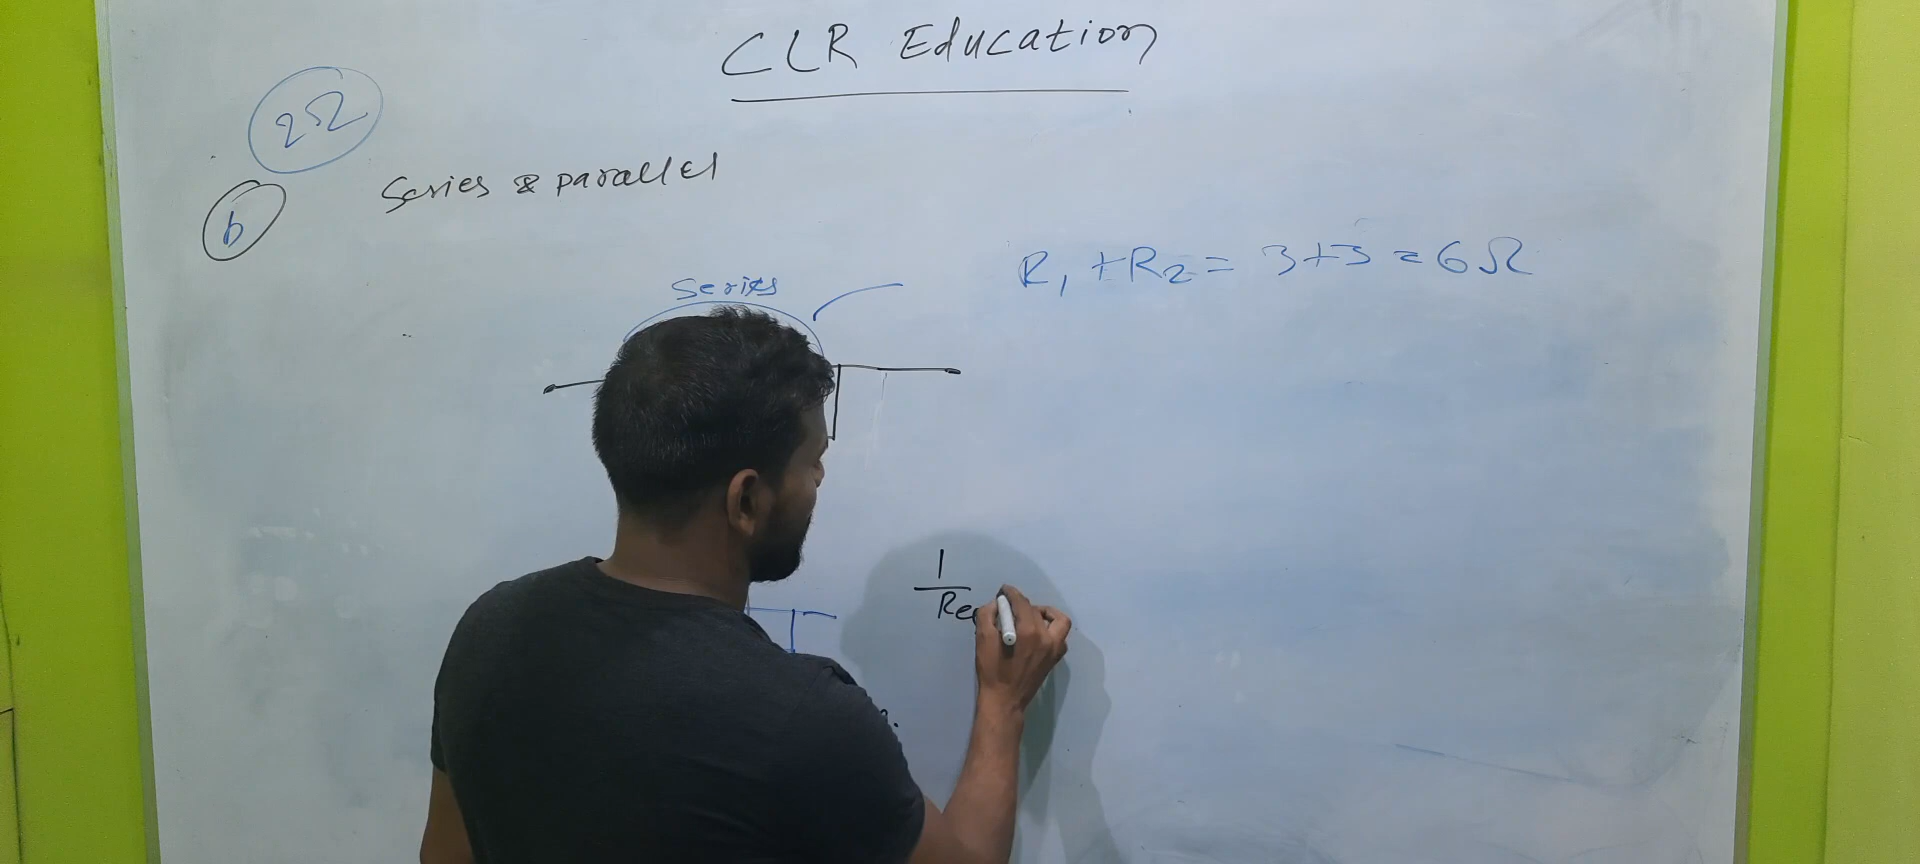 CLR Education
2Ω
Series & parallel
b
R1 + R2 = 3+3 = 6Ω
Series
1
Re